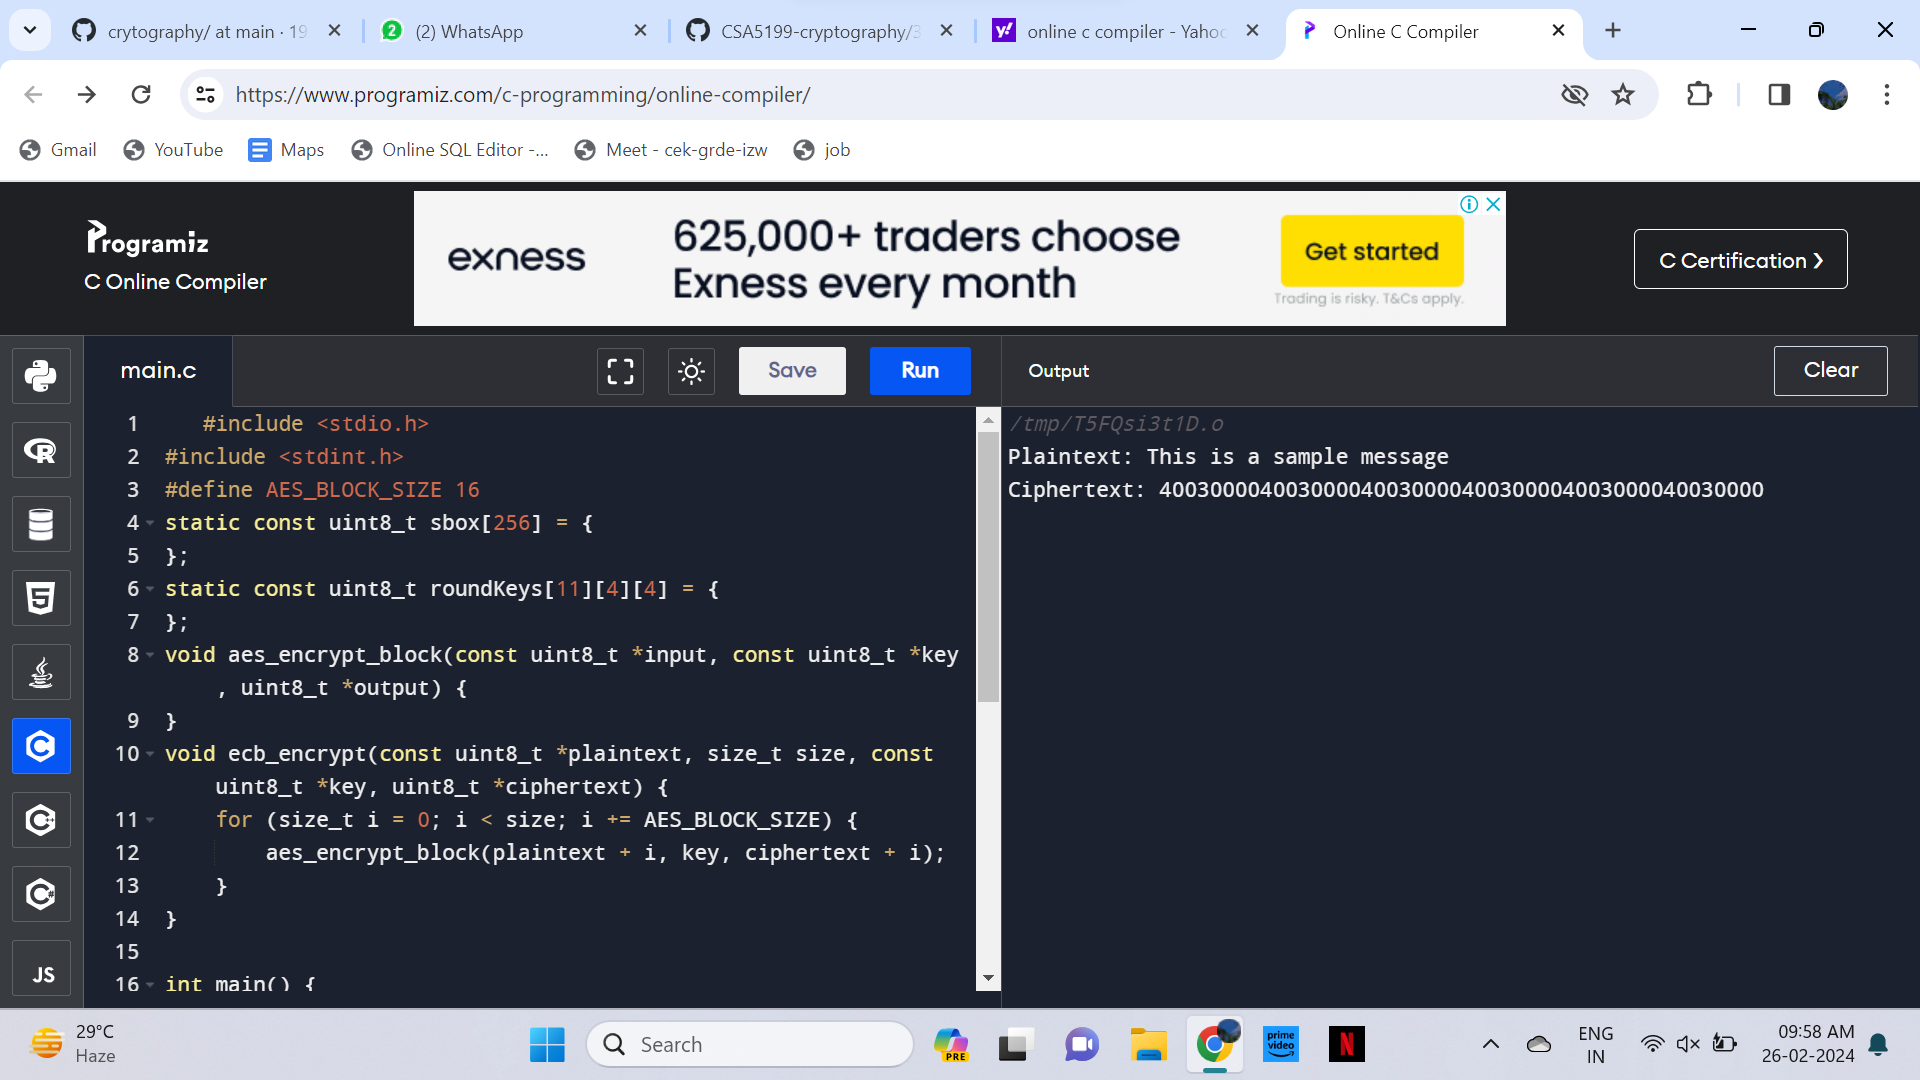 crytography/ at main · 19
(2) WhatsApp
CSA5199-cryptography/3
online c compiler - Yahoo
Online C Compiler
https://www.programiz.com/c-programming/online-compiler/
Gmail
YouTube
Maps
Online SQL Editor -...
Meet - cek-grde-izw
job
Programiz
C Online Compiler
exness
625,000+ traders choose
Exness every month
Get started
Trading is risky. T&Cs apply.
C Certification ❯
main.c
Save
Run
Output
Clear
1 #include <stdio.h>
2 #include <stdint.h>
3 #define AES_BLOCK_SIZE 16
4 static const uint8_t sbox[256] = {
5 };
6 static const uint8_t roundKeys[11][4][4] = {
7 };
8 void aes_encrypt_block(const uint8_t *input, const uint8_t *key
, uint8_t *output) {
9 }
10 void ecb_encrypt(const uint8_t *plaintext, size_t size, const
uint8_t *key, uint8_t *ciphertext) {
11 for (size_t i = 0; i < size; i += AES_BLOCK_SIZE) {
12 aes_encrypt_block(plaintext + i, key, ciphertext + i);
13 }
14 }
15
16 int main() {
/tmp/T5FQsi3t1D.o
Plaintext: This is a sample message
Ciphertext: 400300004003000040030000400300004003000040030000
JS
29°C
Haze
Search
PRE
prime
video
N
ENG
IN
09:58 AM
26-02-2024